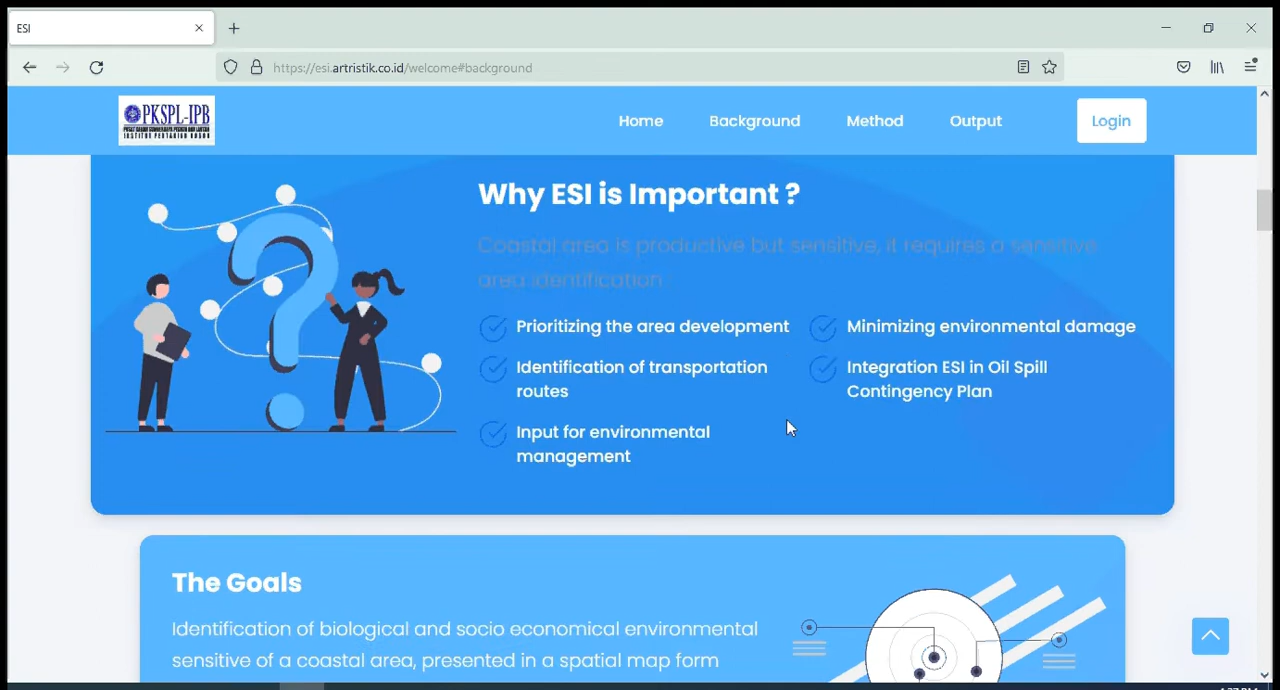 ESI
https://esi.artristik.co.id/welcome#background
PKSPL-IPB
Home Background Method Output Login
Why ESI is Important ?
Coastal area is productive but sensitive, it requires a sensitive
area identification
Prioritizing the area development
Minimizing environmental damage
Identification of transportation
routes
Integration ESI in Oil Spill
Contingency Plan
Input for environmental
management
The Goals
Identification of biological and socio economical environmental
sensitive of a coastal area, presented in a spatial map form